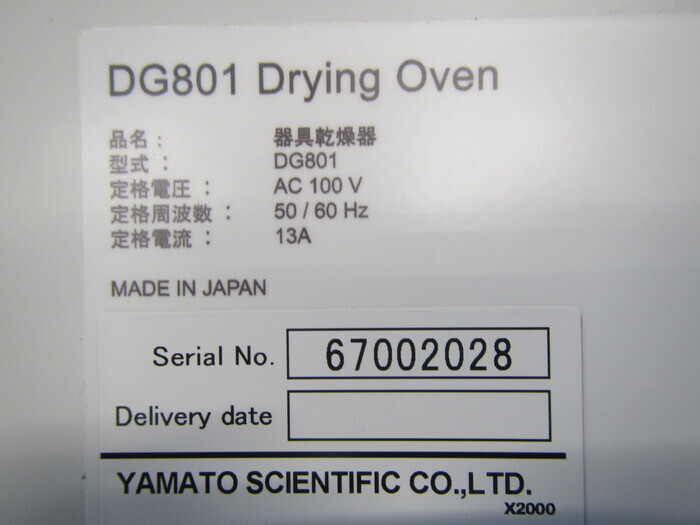 DG801 Drying Oven
品名： 器具乾燥器
型式： DG801
定格電圧： AC 100 V
定格周波数： 50 / 60 Hz
定格電流： 13A
MADE IN JAPAN
Serial No. 67002028
Delivery date
YAMATO SCIENTIFIC CO.,LTD.
X2000